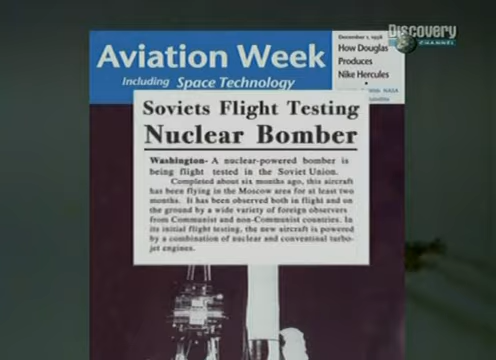 Discovery
CHANNEL
Aviation Week
Including Space Technology
December 1, 1958
How Douglas
Produces
Nike Hercules
NASA
Soviets Flight Testing
Nuclear Bomber
Washington- A nuclear-powered bomber is
being flight tested in the Soviet Union.
Completed about six months ago, this aircraft
has been flying in the Moscow area for at least two
months. It has been observed both in flight and on
the ground by a wide variety of foreign observers
from Communist and non-Communist countries. In
its initial flight testing, the new aircraft is powered
by a combination of nuclear and conventional turbo-
jet engines.